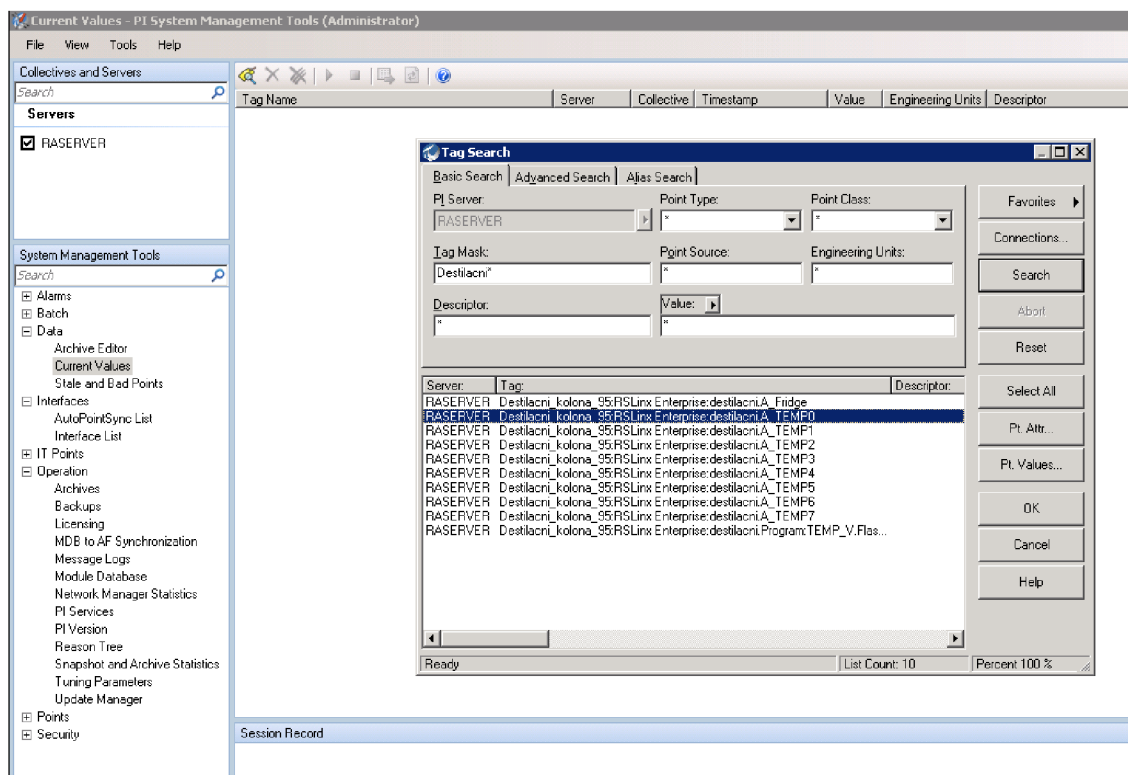 Current Values - PI System Management Tools (Administrator)
File View Tools Help
Collectives and Servers
Search
Servers
RASERVER
System Management Tools
Search
Alarms
Batch
Data
Archive Editor
Current Values
Stale and Bad Points
Interfaces
AutoPointSync List
Interface List
IT Points
Operation
Archives
Backups
Licensing
MDB to AF Synchronization
Message Logs
Module Database
Network Manager Statistics
PI Services
PI Version
Reason Tree
Snapshot and Archive Statistics
Tuning Parameters
Update Manager
Points
Security
Tag Name Server Collective Timestamp Value Engineering Units Descriptor
Tag Search
Basic Search Advanced Search Alias Search
PI Server: Point Type: Point Class:
RASERVER * *
Tag Mask: Point Source: Engineering Units:
Destilacni* * *
Descriptor: Value:
* *
Favorites
Connections...
Search
Abort
Reset
Select All
Pt. Attr...
Pt. Values...
OK
Cancel
Help
Server: Tag: Descriptor:
RASERVER Destilacni_kolona_95:RSLinx Enterprise:destilacni.A_Fridge
RASERVER Destilacni_kolona_95:RSLinx Enterprise:destilacni.A_TEMP0
RASERVER Destilacni_kolona_95:RSLinx Enterprise:destilacni.A_TEMP1
RASERVER Destilacni_kolona_95:RSLinx Enterprise:destilacni.A_TEMP2
RASERVER Destilacni_kolona_95:RSLinx Enterprise:destilacni.A_TEMP3
RASERVER Destilacni_kolona_95:RSLinx Enterprise:destilacni.A_TEMP4
RASERVER Destilacni_kolona_95:RSLinx Enterprise:destilacni.A_TEMP5
RASERVER Destilacni_kolona_95:RSLinx Enterprise:destilacni.A_TEMP6
RASERVER Destilacni_kolona_95:RSLinx Enterprise:destilacni.A_TEMP7
RASERVER Destilacni_kolona_95:RSLinx Enterprise:destilacni.Program:TEMP_V.Flas...
Ready List Count: 10 Percent 100 %
Session Record